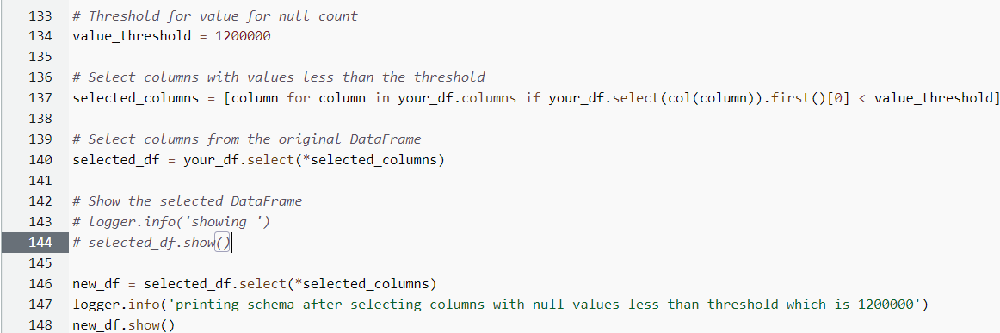 133 # Threshold for value for null count
134 value_threshold = 1200000
135
136 # Select columns with values less than the threshold
137 selected_columns = [column for column in your_df.columns if your_df.select(col(column)).first()[0] < value_threshold]
138
139 # Select columns from the original DataFrame
140 selected_df = your_df.select(*selected_columns)
141
142 # Show the selected DataFrame
143 # logger.info('showing ')
144 # selected_df.show()
145
146 new_df = selected_df.select(*selected_columns)
147 logger.info('printing schema after selecting columns with null values less than threshold which is 1200000')
148 new_df.show()